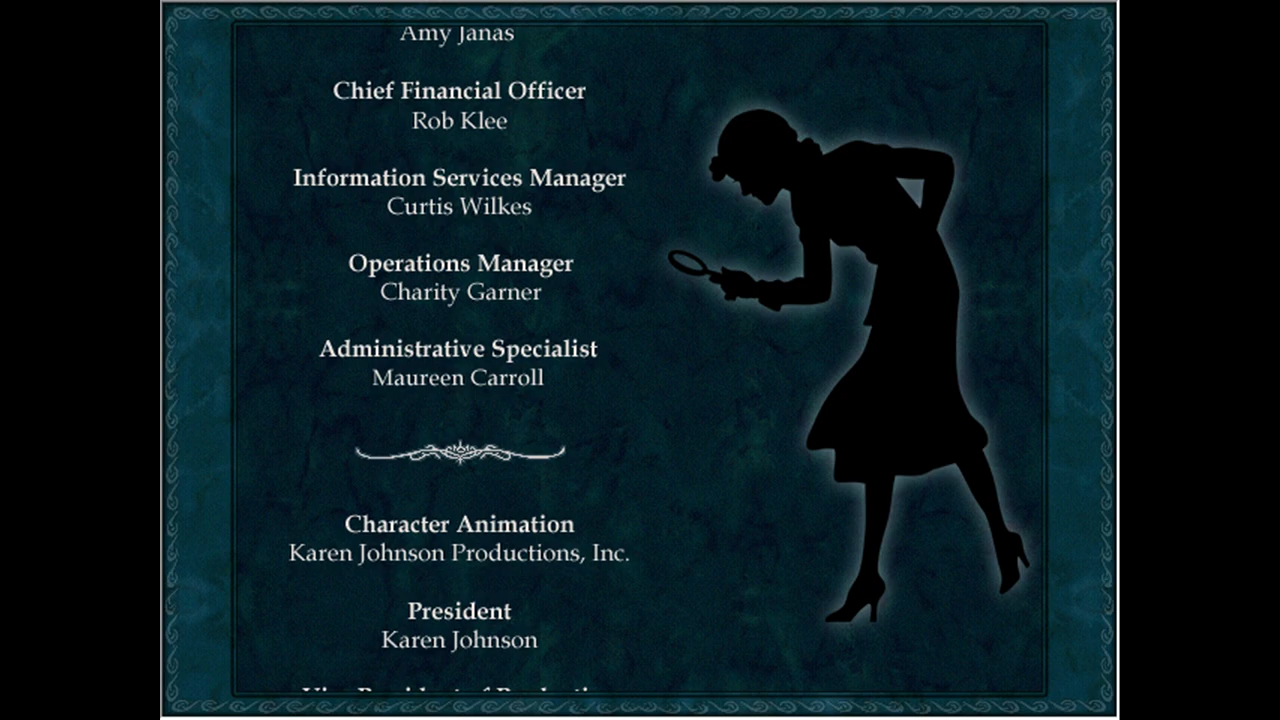 Amy Janas
Chief Financial Officer
Rob Klee
Information Services Manager
Curtis Wilkes
Operations Manager
Charity Garner
Administrative Specialist
Maureen Carroll
Character Animation
Karen Johnson Productions, Inc.
President
Karen Johnson